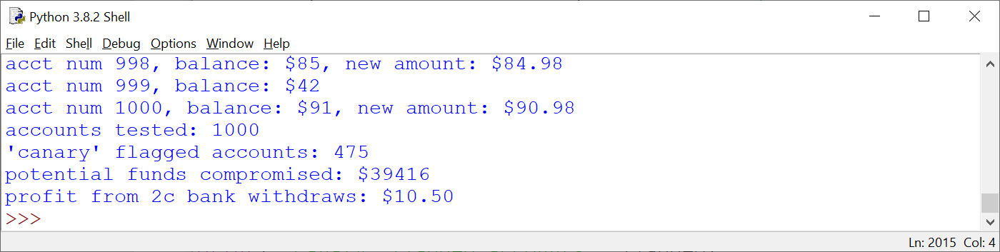 Python 3.8.2 Shell
File Edit Shell Debug Options Window Help
acct num 998, balance: $85, new amount: $84.98
acct num 999, balance: $42
acct num 1000, balance: $91, new amount: $90.98
accounts tested: 1000
'canary' flagged accounts: 475
potential funds compromised: $39416
profit from 2c bank withdraws: $10.50
>>>
Ln: 2015 Col: 4